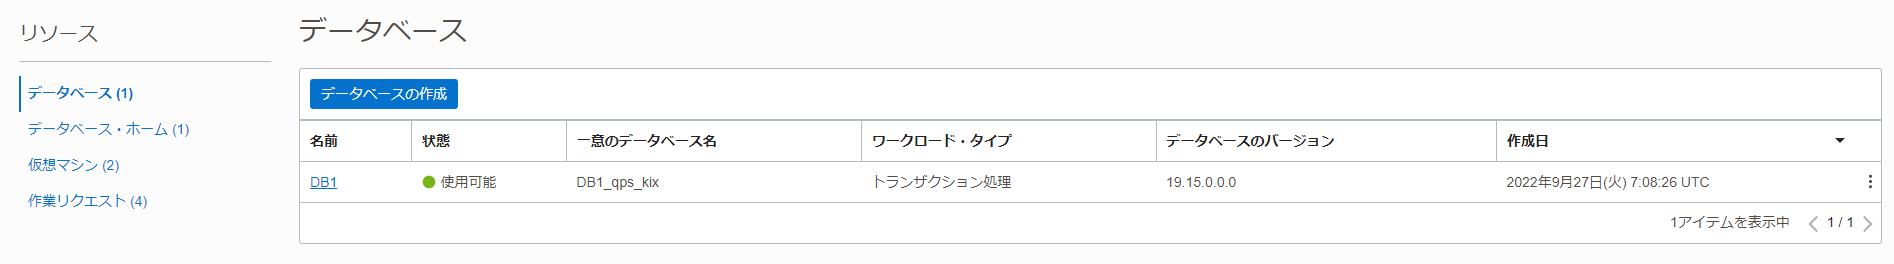 リソース
データベース (1)
データベース・ホーム (1)
仮想マシン (2)
作業リクエスト (4)
データベース
データベースの作成
名前 状態 一意のデータベース名 ワークロード・タイプ データベースのバージョン 作成日
DB1 使用可能 DB1_qps_kix トランザクション処理 19.15.0.0.0 2022年9月27日(火) 7:08:26 UTC
1アイテムを表示中 1 / 1